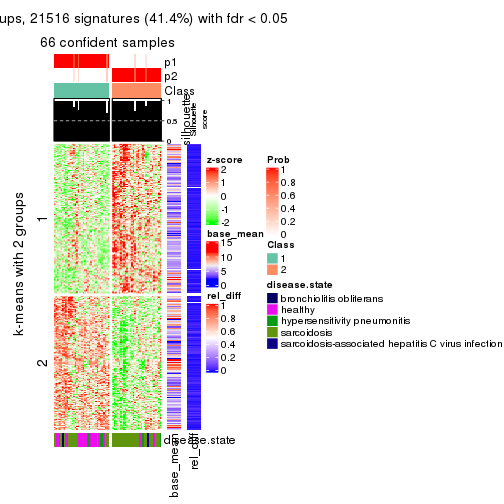 ups, 21516 signatures (41.4%) with fdr < 0.05
66 confident samples
p1
p2
Class
1
0.5
0
silhouette
Silhouette
score
k-means with 2 groups
1
2
z-score
2
1
0
-1
-2
base_mean
15
10
5
0
rel_diff
1
0.8
0.6
0.4
0.2
0
Prob
1
0.8
0.6
0.4
0.2
0
Class
1
2
disease.state
bronchiolitis obliterans
healthy
hypersensitivity pneumonitis
sarcoidosis
sarcoidosis-associated hepatitis C virus infection
disease.state
base_mean
rel_diff